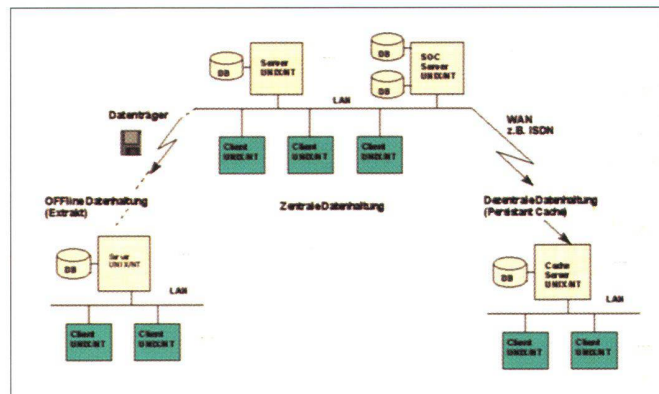 DB
Server
UNIX/NT
DB
DB
SOC
Server
UNIX/NT
LAN
Datenträger
WAN
z.B. ISDN
Client
UNIX/NT
Client
UNIX/NT
Client
UNIX/NT
OFFline Datenhaltung
(Extrakt)
Zentrale Datenhaltung
Dezentrale Datenhaltung
(Persistant Cache)
DB
Server
UNIX/NT
LAN
Client
UNIX/NT
Client
UNIX/NT
DB
Cache
Server
UNIX/NT
LAN
Client
UNIX/NT
Client
UNIX/NT